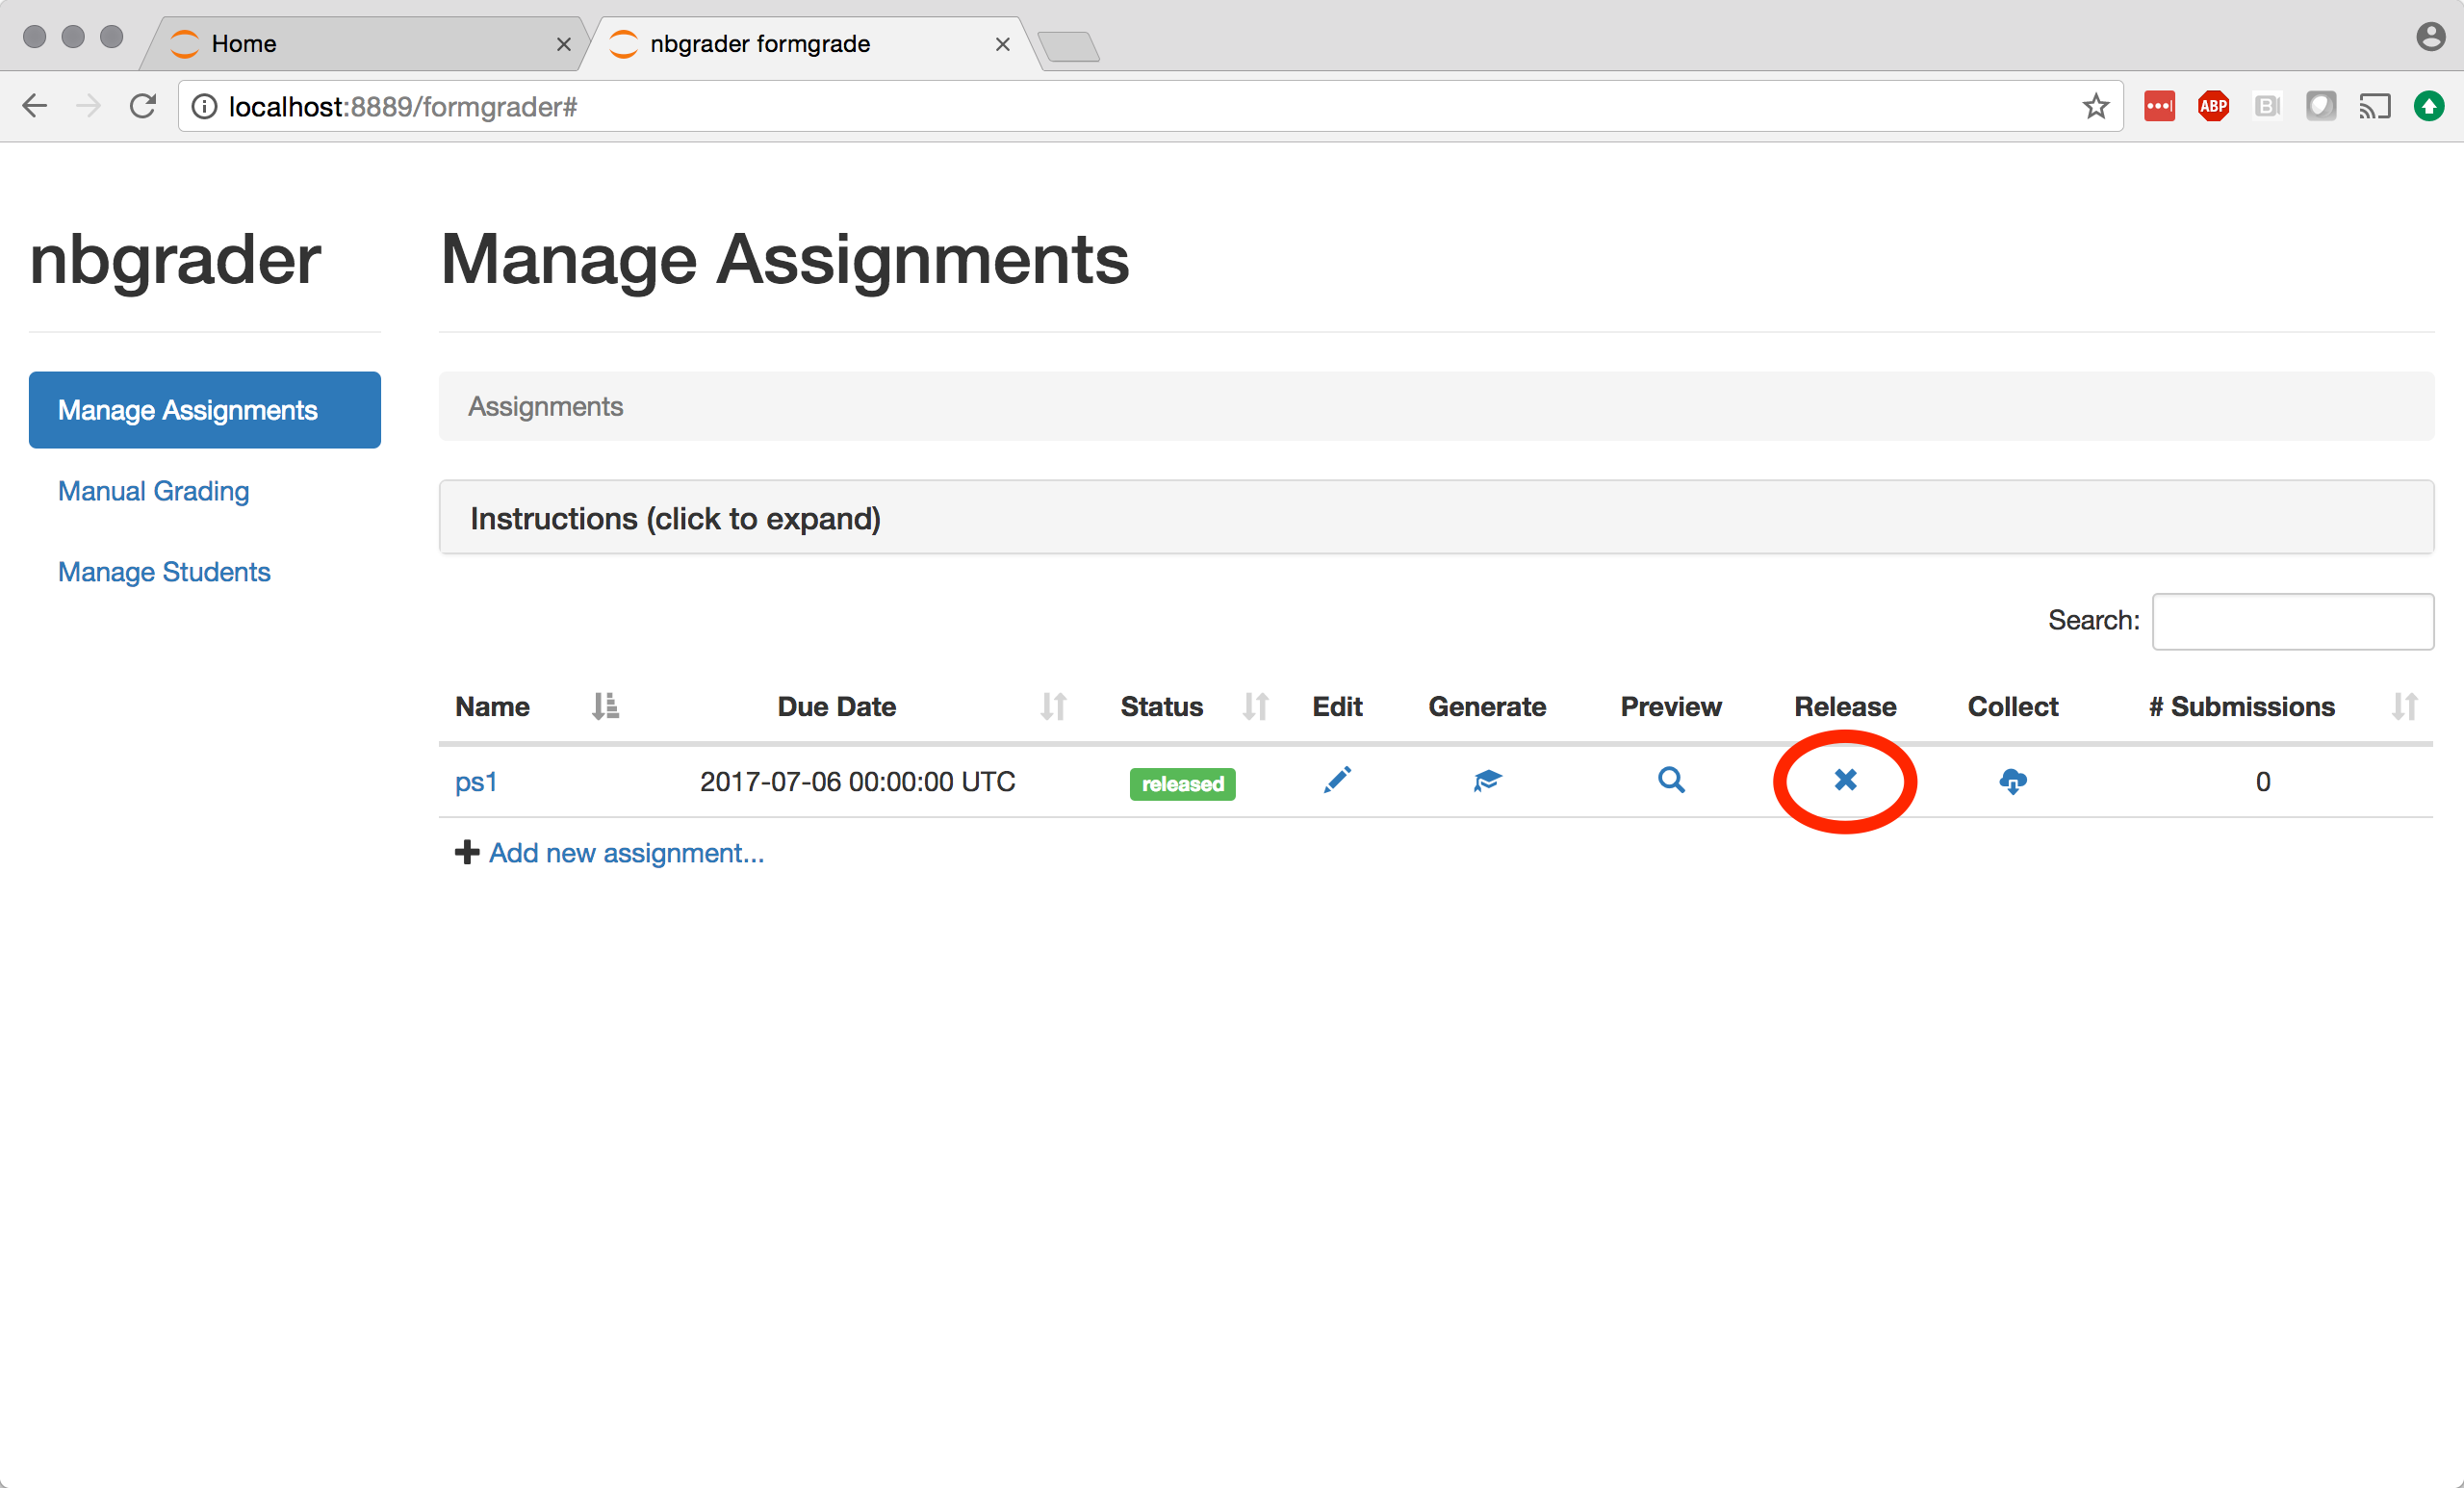 Home
nbgrader formgrade
localhost:8889/formgrader#
ABP
B
nbgrader
Manage Assignments
Manage Assignments
Manual Grading
Manage Students
Assignments
Instructions (click to expand)
Search:
Name Due Date Status Edit Generate Preview Release Collect # Submissions
ps1 2017-07-06 00:00:00 UTC released 0
Add new assignment...